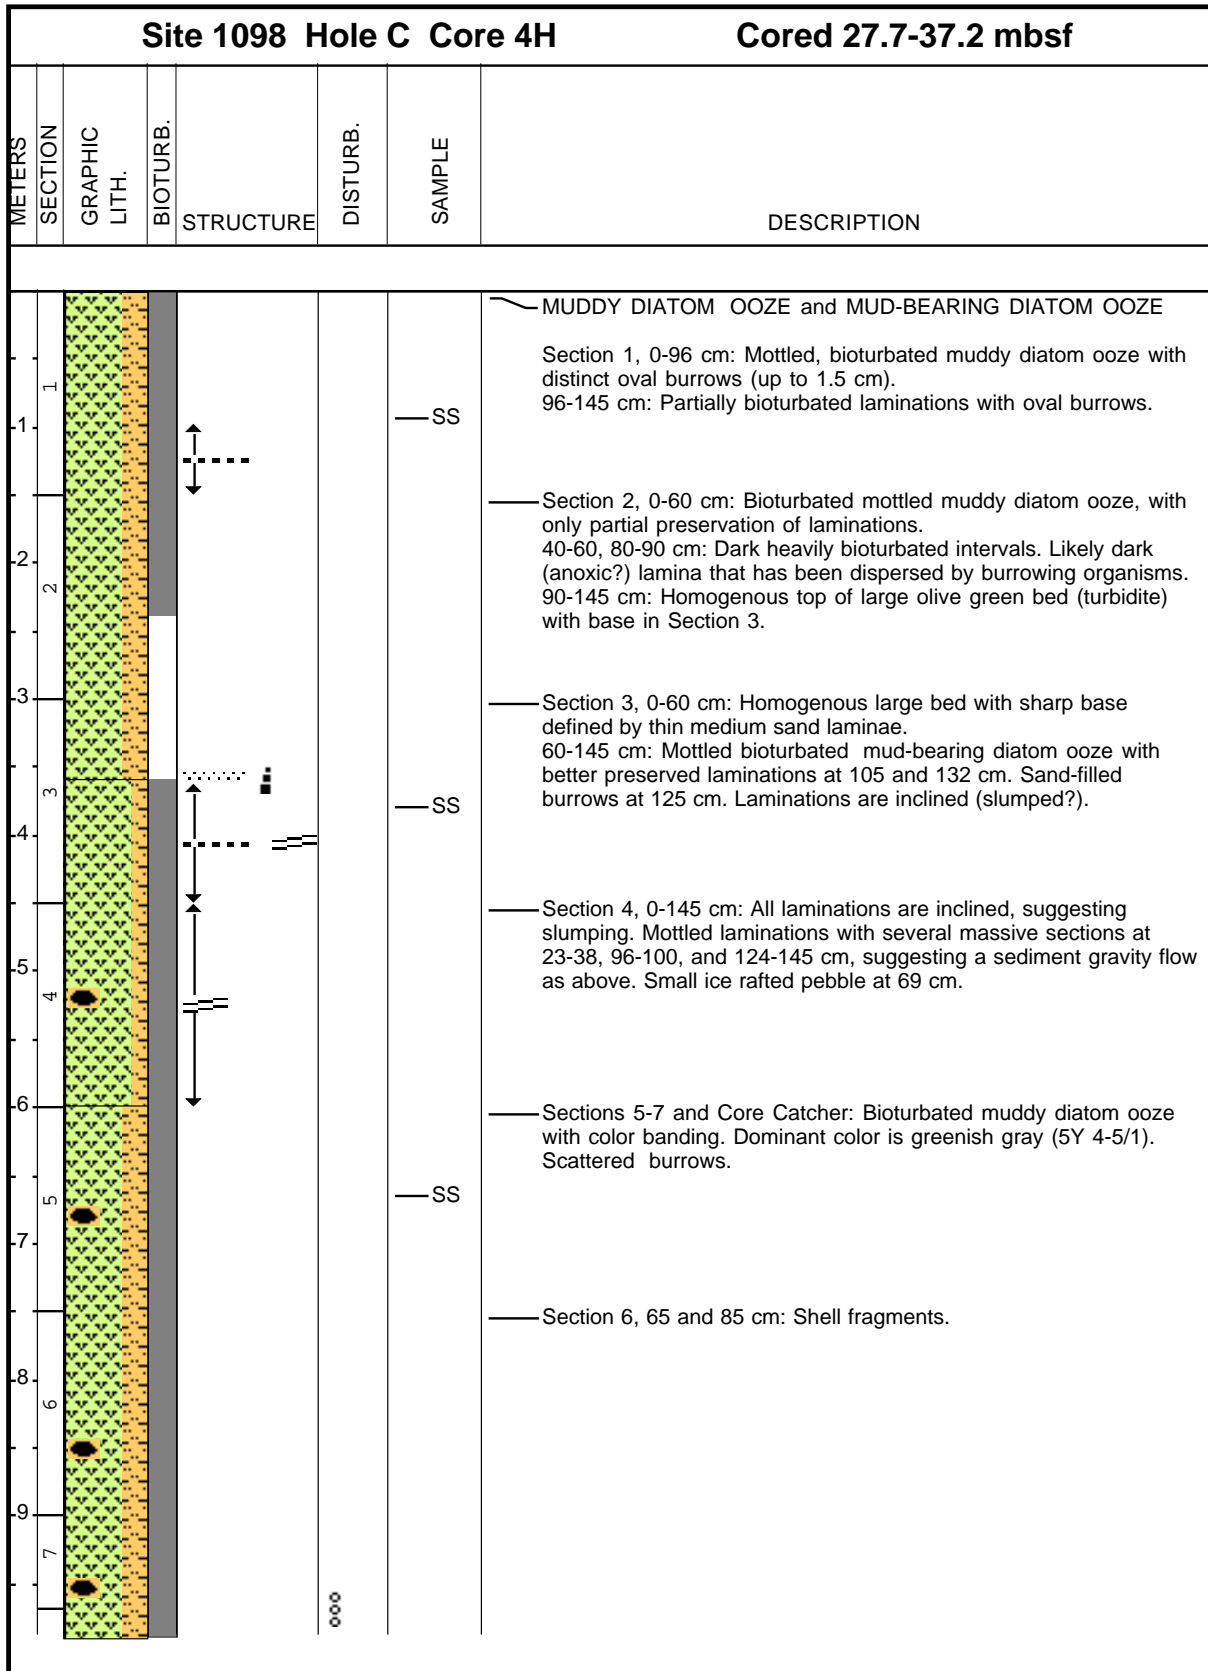 Site 1098 Hole C Core 4H
Cored 27.7-37.2 mbsf
METERS
SECTION
GRAPHIC
LITH.
BIOTURB.
STRUCTURE
DISTURB.
SAMPLE
DESCRIPTION
MUDDY DIATOM OOZE and MUD-BEARING DIATOM OOZE
Section 1, 0-96 cm: Mottled, bioturbated muddy diatom ooze with
distinct oval burrows (up to 1.5 cm).
96-145 cm: Partially bioturbated laminations with oval burrows.
1
1
SS
Section 2, 0-60 cm: Bioturbated mottled muddy diatom ooze, with
only partial preservation of laminations.
40-60, 80-90 cm: Dark heavily bioturbated intervals. Likely dark
(anoxic?) lamina that has been dispersed by burrowing organisms.
90-145 cm: Homogenous top of large olive green bed (turbidite)
with base in Section 3.
2
2
3
Section 3, 0-60 cm: Homogenous large bed with sharp base
defined by thin medium sand laminae.
60-145 cm: Mottled bioturbated mud-bearing diatom ooze with
better preserved laminations at 105 and 132 cm. Sand-filled
burrows at 125 cm. Laminations are inclined (slumped?).
3
SS
4
Section 4, 0-145 cm: All laminations are inclined, suggesting
slumping. Mottled laminations with several massive sections at
23-38, 96-100, and 124-145 cm, suggesting a sediment gravity flow
as above. Small ice rafted pebble at 69 cm.
5
4
6
Sections 5-7 and Core Catcher: Bioturbated muddy diatom ooze
with color banding. Dominant color is greenish gray (5Y 4-5/1).
Scattered burrows.
5
SS
7
Section 6, 65 and 85 cm: Shell fragments.
8
6
9
7